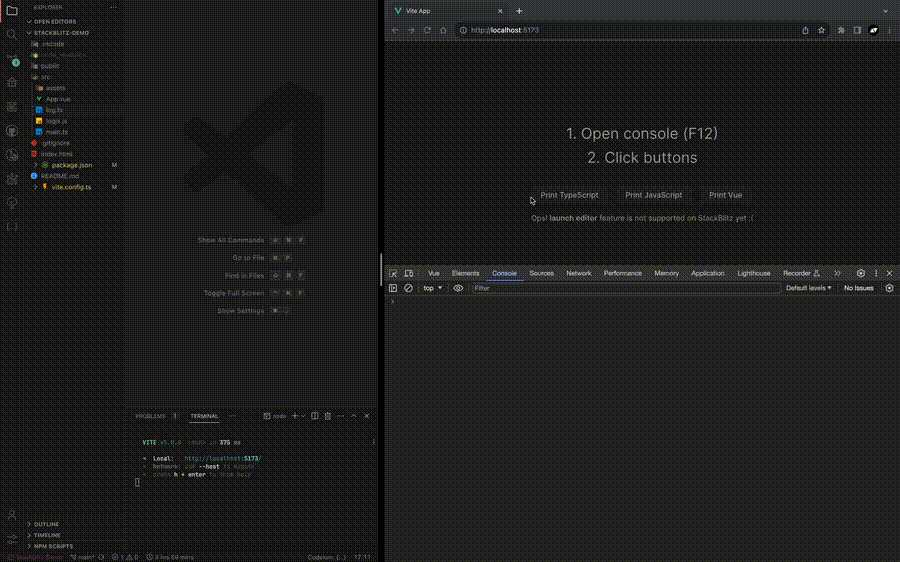 EXPLORER
OPEN EDITORS
STACKBLITZ-DEMO
.vscode
node_modules
public
src
assets
App.vue
log.ts
logjs.js
main.ts
.gitignore
index.html
package.json M
README.md
vite.config.ts M
OUTLINE
TIMELINE
NPM SCRIPTS
Show All Commands
Go to File ⌘ P
Find in Files ⇧ ⌘ F
Toggle Full Screen ^ ⌘ F
Show Settings ⌘ ,
PROBLEMS 1 TERMINAL ··· node
VITE v5.0.0 ready in 375 ms
➜ Local: http://localhost:5173/
➜ Network: use --host to expose
➜ press h + enter to show help
main* 1 0 3 hrs 59 mins Codeium: {...} 17:11
Vite App
http://localhost:5173
1. Open console (F12)
2. Click buttons
Print TypeScript Print JavaScript Print Vue
Ops! launch editor feature is not supported on StackBlitz yet :(
Vue Elements Console Sources Network Performance Memory Application Lighthouse Recorder
top Filter Default levels No Issues